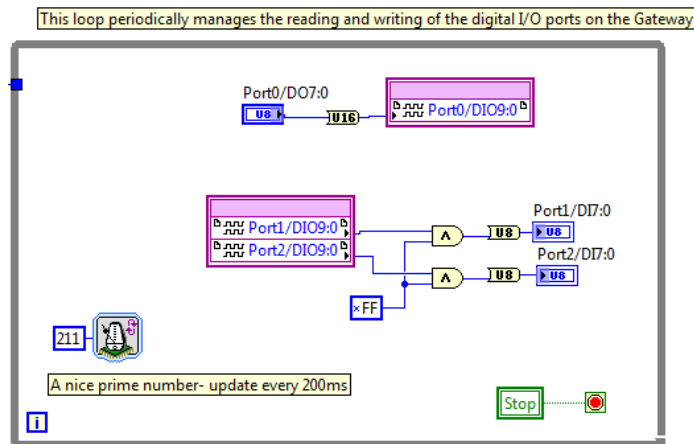 This loop periodically manages the reading and writing of the digital I/O ports on the Gateway
Port0/DO7:0
U8
U16
Port0/DIO9:0
Port1/DIO9:0
Port2/DIO9:0
Port1/DI7:0
U8
U8
Port2/DI7:0
U8
U8
×FF
211
A nice prime number- update every 200ms
Stop
i